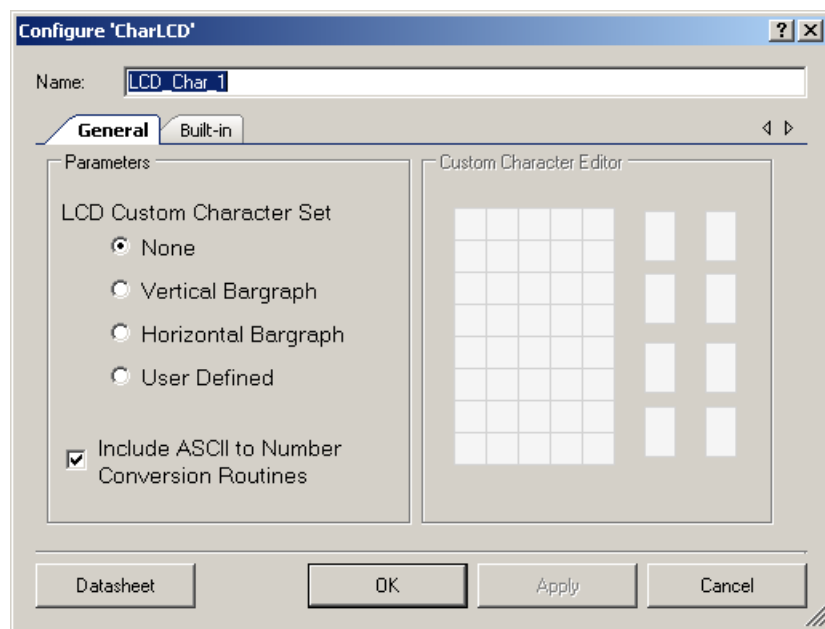 Configure 'CharLCD'
Name: LCD_Char_1
General Built-in
Parameters
Custom Character Editor
LCD Custom Character Set
None
Vertical Bargraph
Horizontal Bargraph
User Defined
Include ASCII to Number
Conversion Routines
Datasheet OK Apply Cancel